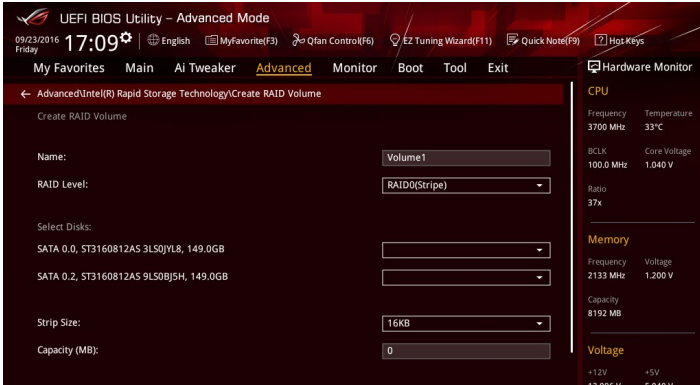 UEFI BIOS Utility – Advanced Mode
09/23/2016 Friday 17:09 English MyFavorite(F3) Qfan Control(F6) EZ Tuning Wizard(F11) Quick Note(F9) Hot Keys
My Favorites Main Ai Tweaker Advanced Monitor Boot Tool Exit
← Advanced\Intel(R) Rapid Storage Technology\Create RAID Volume
Create RAID Volume
Name: Volume1
RAID Level: RAID0(Stripe)
Select Disks:
SATA 0.0, ST3160812AS 3LS0JYL8, 149.0GB
SATA 0.2, ST3160812AS 9LS0BJ5H, 149.0GB
Strip Size: 16KB
Capacity (MB): 0
Hardware Monitor
CPU
Frequency Temperature
3700 MHz 33°C
BCLK Core Voltage
100.0 MHz 1.040 V
Ratio
37x
Memory
Frequency Voltage
2133 MHz 1.200 V
Capacity
8192 MB
Voltage
+12V +5V